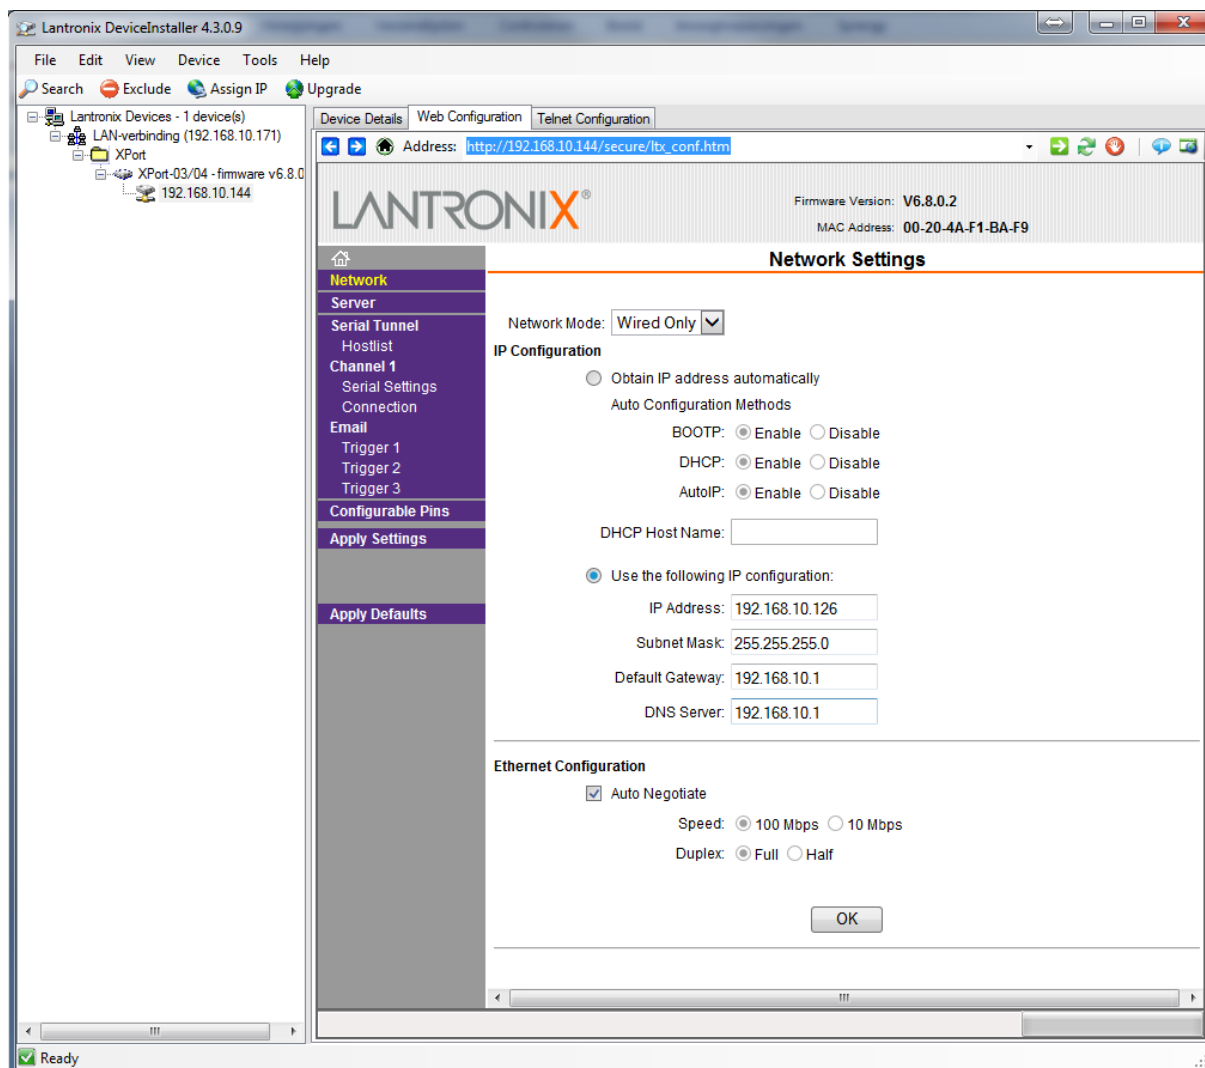 Lantronix DeviceInstaller 4.3.0.9
File Edit View Device Tools Help
Search Exclude Assign IP Upgrade
Lantronix Devices - 1 device(s)
LAN-verbinding (192.168.10.171)
XPort
XPort-03/04 - firmware v6.8.0
192.168.10.144
Device Details Web Configuration Telnet Configuration
Address: http://192.168.10.144/secure/ltx_conf.htm
LANTRONIX®
Firmware Version: V6.8.0.2
MAC Address: 00-20-4A-F1-BA-F9
Network
Server
Serial Tunnel
Hostlist
Channel 1
Serial Settings
Connection
Email
Trigger 1
Trigger 2
Trigger 3
Configurable Pins
Apply Settings
Apply Defaults
Network Settings
Network Mode: Wired Only
IP Configuration
Obtain IP address automatically
Auto Configuration Methods
BOOTP: Enable Disable
DHCP: Enable Disable
AutoIP: Enable Disable
DHCP Host Name:
Use the following IP configuration:
IP Address: 192.168.10.126
Subnet Mask: 255.255.255.0
Default Gateway: 192.168.10.1
DNS Server: 192.168.10.1
Ethernet Configuration
Auto Negotiate
Speed: 100 Mbps 10 Mbps
Duplex: Full Half
OK
Ready